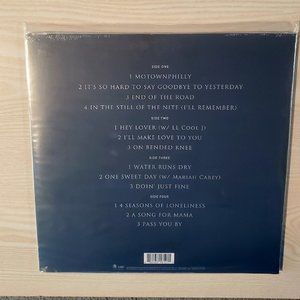 SIDE ONE
1 MOTOWNPHILLY
2 IT'S SO HARD TO SAY GOODBYE TO YESTERDAY
3 END OF THE ROAD
4 IN THE STILL OF THE NITE (I'LL REMEMBER)
SIDE TWO
1 HEY LOVER (W/ LL COOL J)
2 I'LL MAKE LOVE TO YOU
3 ON BENDED KNEE
SIDE THREE
1 WATER RUNS DRY
2 ONE SWEET DAY (W/ MARIAH CAREY)
3 DOIN' JUST FINE
SIDE FOUR
1 4 SEASONS OF LONELINESS
2 A SONG FOR MAMA
3 PASS YOU BY